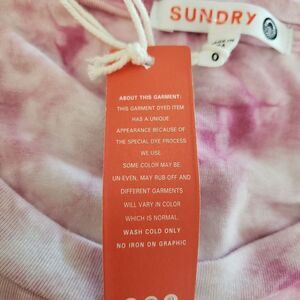 SUNDRY
0
ABOUT THIS GARMENT:
THIS GARMENT DYED ITEM
HAS A UNIQUE
APPEARANCE BECAUSE OF
THE SPECIAL DYE PROCESS
WE USE.
SOME COLOR MAY BE
UN-EVEN, MAY RUB OFF AND
DIFFERENT GARMENTS
WILL VARY IN COLOR
WHICH IS NORMAL.
WASH COLD ONLY
NO IRON ON GRAPHIC